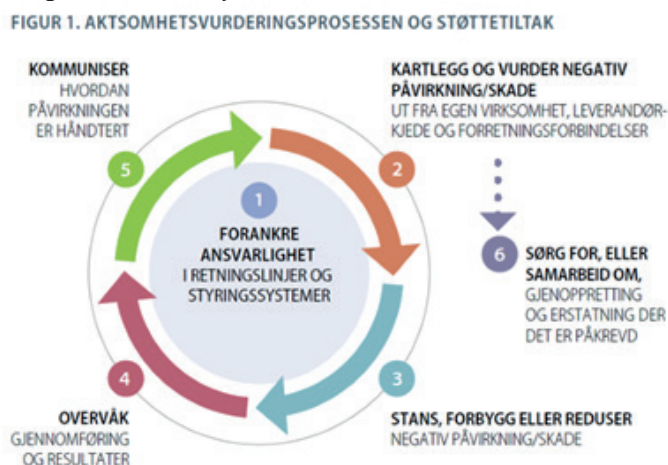 FIGUR 1. AKTSOMHETSVURDERINGSPROSESSEN OG STØTTETILTAK
1
FORANKRE
ANSVARLIGHET
I RETNINGSLINJER OG
STYRINGSSYSTEMER
2
KARTLEGG OG VURDER NEGATIV
PÅVIRKNING/SKADE
UT FRA EGEN VIRKSOMHET, LEVERANDØR-
KJEDE OG FORRETNINGSFORBINDELSER
3
STANS, FORBYGG ELLER REDUSER
NEGATIV PÅVIRKNING/SKADE
4
OVERVÅK
GJENNOMFØRING
OG RESULTATER
5
KOMMUNISER
HVORDAN
PÅVIRKNINGEN
ER HÅNDTERT
6
SØRG FOR, ELLER
SAMARBEID OM,
GJENOPPRETTING
OG ERSTATNING DER
DET ER PÅKREVD